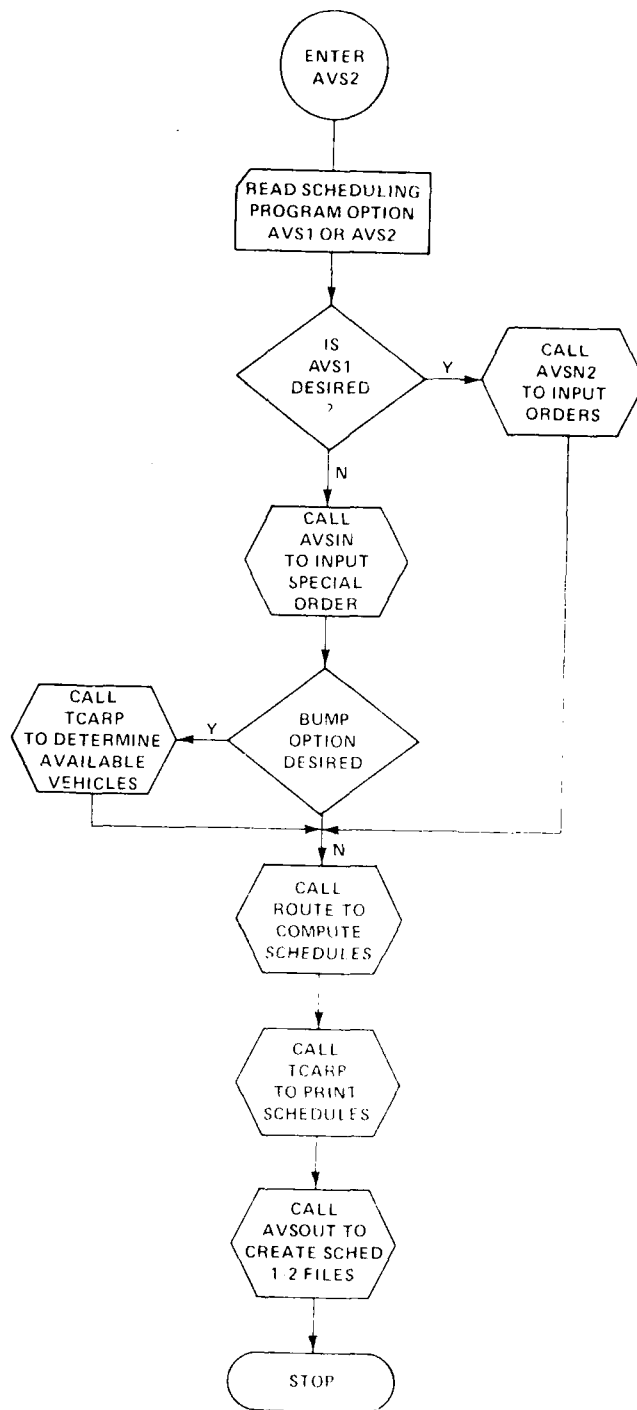 ENTER
AVS2
READ SCHEDULING
PROGRAM OPTION
AVS1 OR AVS2
IS
AVS1
DESIRED
?
Y
CALL
AVSN2
TO INPUT
ORDERS
N
CALL
AVSIN
TO INPUT
SPECIAL
ORDER
BUMP
OPTION
DESIRED
Y
CALL
TCARP
TO DETERMINE
AVAILABLE
VEHICLES
N
CALL
ROUTE TO
COMPUTE
SCHEDULES
CALL
TCARP
TO PRINT
SCHEDULES
CALL
AVSOUT TO
CREATE SCHED
1-2 FILES
STOP